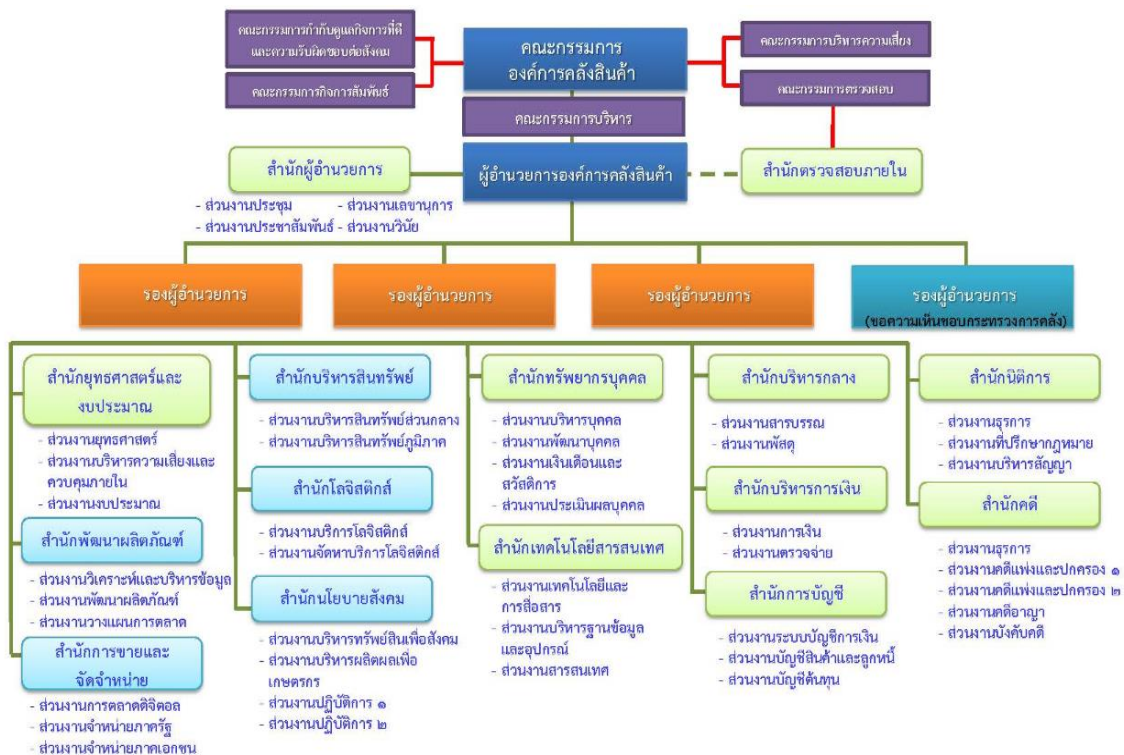 คณะกรรมการกำกับดูแลกิจการที่ดี
และความรับผิดชอบต่อสังคม
คณะกรรมการกิจการสัมพันธ์
คณะกรรมการ
องค์การคลังสินค้า
คณะกรรมการบริหารความเสี่ยง
คณะกรรมการตรวจสอบ
คณะกรรมการบริหาร
สำนักผู้อำนวยการ
ผู้อำนวยการองค์การคลังสินค้า
สำนักตรวจสอบภายใน
- ส่วนงานประชุม - ส่วนงานเลขานุการ
- ส่วนงานประชาสัมพันธ์ - ส่วนงานวินัย
รองผู้อำนวยการ
รองผู้อำนวยการ
รองผู้อำนวยการ
รองผู้อำนวยการ
(ขอความเห็นชอบกระทรวงการคลัง)
สำนักยุทธศาสตร์และ
งบประมาณ
- ส่วนงานยุทธศาสตร์
- ส่วนงานบริหารความเสี่ยงและ
ควบคุมภายใน
- ส่วนงานงบประมาณ
สำนักพัฒนาผลิตภัณฑ์
- ส่วนงานวิเคราะห์และบริหารข้อมูล
- ส่วนงานพัฒนาผลิตภัณฑ์
- ส่วนงานวางแผนการตลาด
สำนักการขายและ
จัดจำหน่าย
- ส่วนงานการตลาดดิจิตอล
- ส่วนงานจำหน่ายภาครัฐ
- ส่วนงานจำหน่ายภาคเอกชน
สำนักบริหารสินทรัพย์
- ส่วนงานบริหารสินทรัพย์ส่วนกลาง
- ส่วนงานบริหารสินทรัพย์ภูมิภาค
สำนักโลจิสติกส์
- ส่วนงานบริการโลจิสติกส์
- ส่วนงานจัดหาบริการโลจิสติกส์
สำนักนโยบายสังคม
- ส่วนงานบริหารทรัพย์สินเพื่อสังคม
- ส่วนงานบริหารผลิตผลเพื่อ
เกษตรกร
- ส่วนงานปฏิบัติการ ๑
- ส่วนงานปฏิบัติการ ๒
สำนักทรัพยากรบุคคล
- ส่วนงานบริหารบุคคล
- ส่วนงานพัฒนาบุคคล
- ส่วนงานเงินเดือนและ
สวัสดิการ
- ส่วนงานประเมินผลบุคคล
สำนักเทคโนโลยีสารสนเทศ
- ส่วนงานเทคโนโลยีและ
การสื่อสาร
- ส่วนงานบริหารฐานข้อมูล
และอุปกรณ์
- ส่วนงานสารสนเทศ
สำนักบริหารกลาง
- ส่วนงานสารบรรณ
- ส่วนงานพัสดุ
สำนักบริหารการเงิน
- ส่วนงานการเงิน
- ส่วนงานตรวจจ่าย
สำนักการบัญชี
- ส่วนงานระบบบัญชีการเงิน
- ส่วนงานบัญชีสินค้าและลูกหนี้
- ส่วนงานบัญชีต้นทุน
สำนักนิติการ
- ส่วนงานธุรการ
- ส่วนงานที่ปรึกษากฎหมาย
- ส่วนงานบริหารสัญญา
สำนักคดี
- ส่วนงานธุรการ
- ส่วนงานคดีแพ่งและปกครอง ๑
- ส่วนงานคดีแพ่งและปกครอง ๒
- ส่วนงานคดีอาญา
- ส่วนงานบังคับคดี